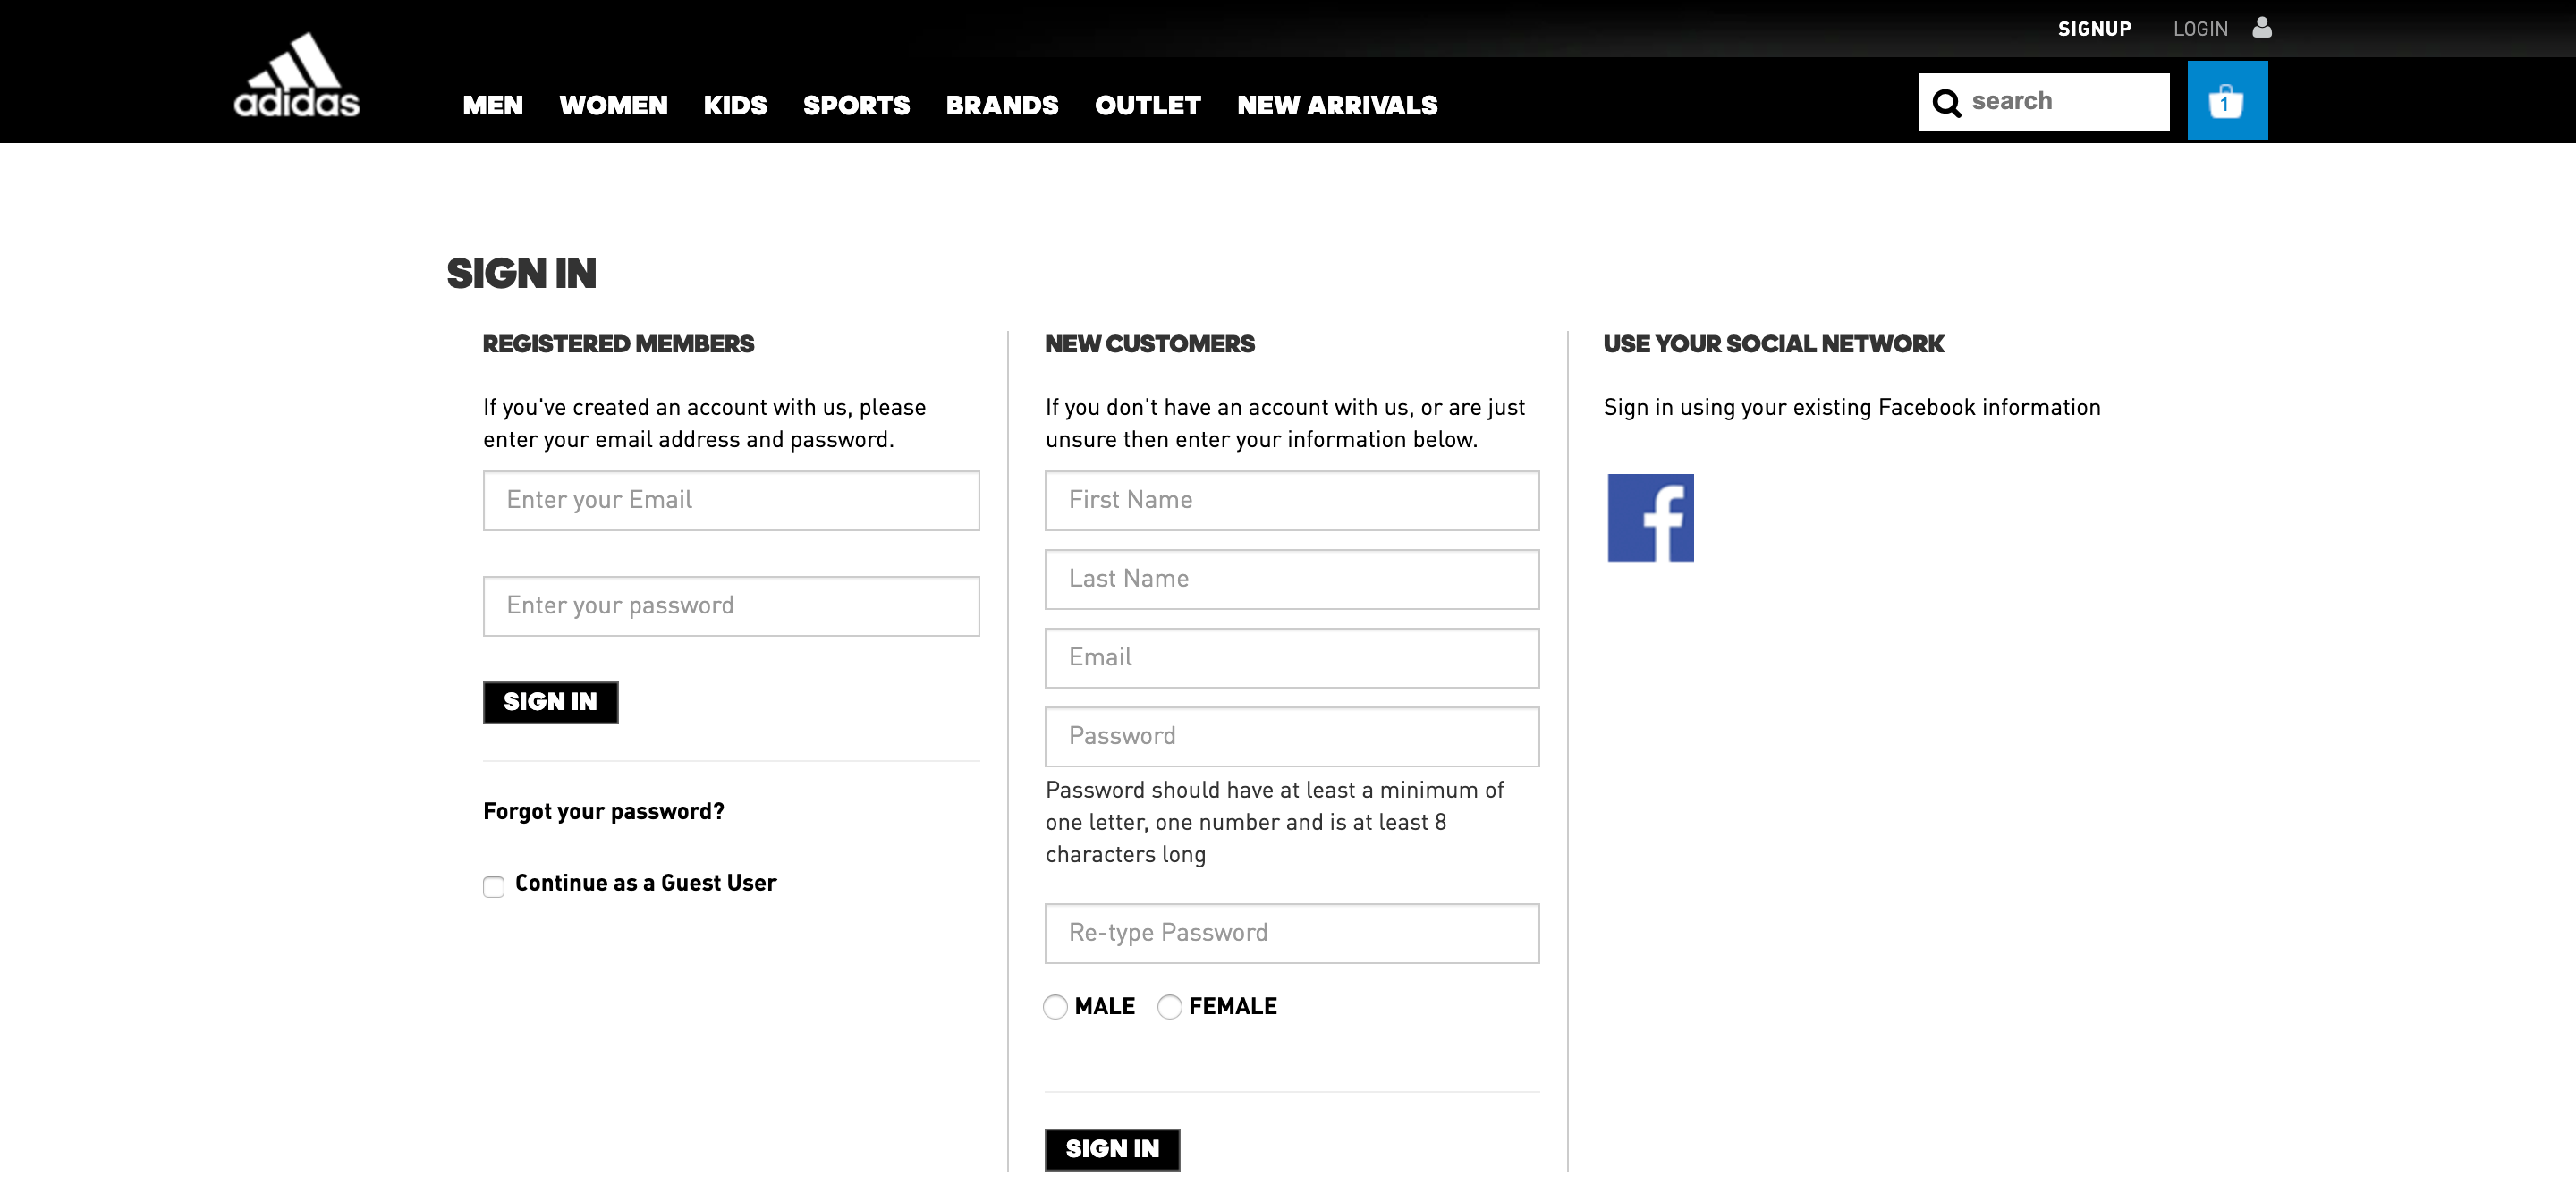 SIGNUP LOGIN
adidas
MEN WOMEN KIDS SPORTS BRANDS OUTLET NEW ARRIVALS
search
1
SIGN IN
REGISTERED MEMBERS
If you've created an account with us, please
enter your email address and password.
Enter your Email
Enter your password
SIGN IN
Forgot your password?
Continue as a Guest User
NEW CUSTOMERS
If you don't have an account with us, or are just
unsure then enter your information below.
First Name
Last Name
Email
Password
Password should have at least a minimum of
one letter, one number and is at least 8
characters long
Re-type Password
MALE FEMALE
SIGN IN
USE YOUR SOCIAL NETWORK
Sign in using your existing Facebook information
f